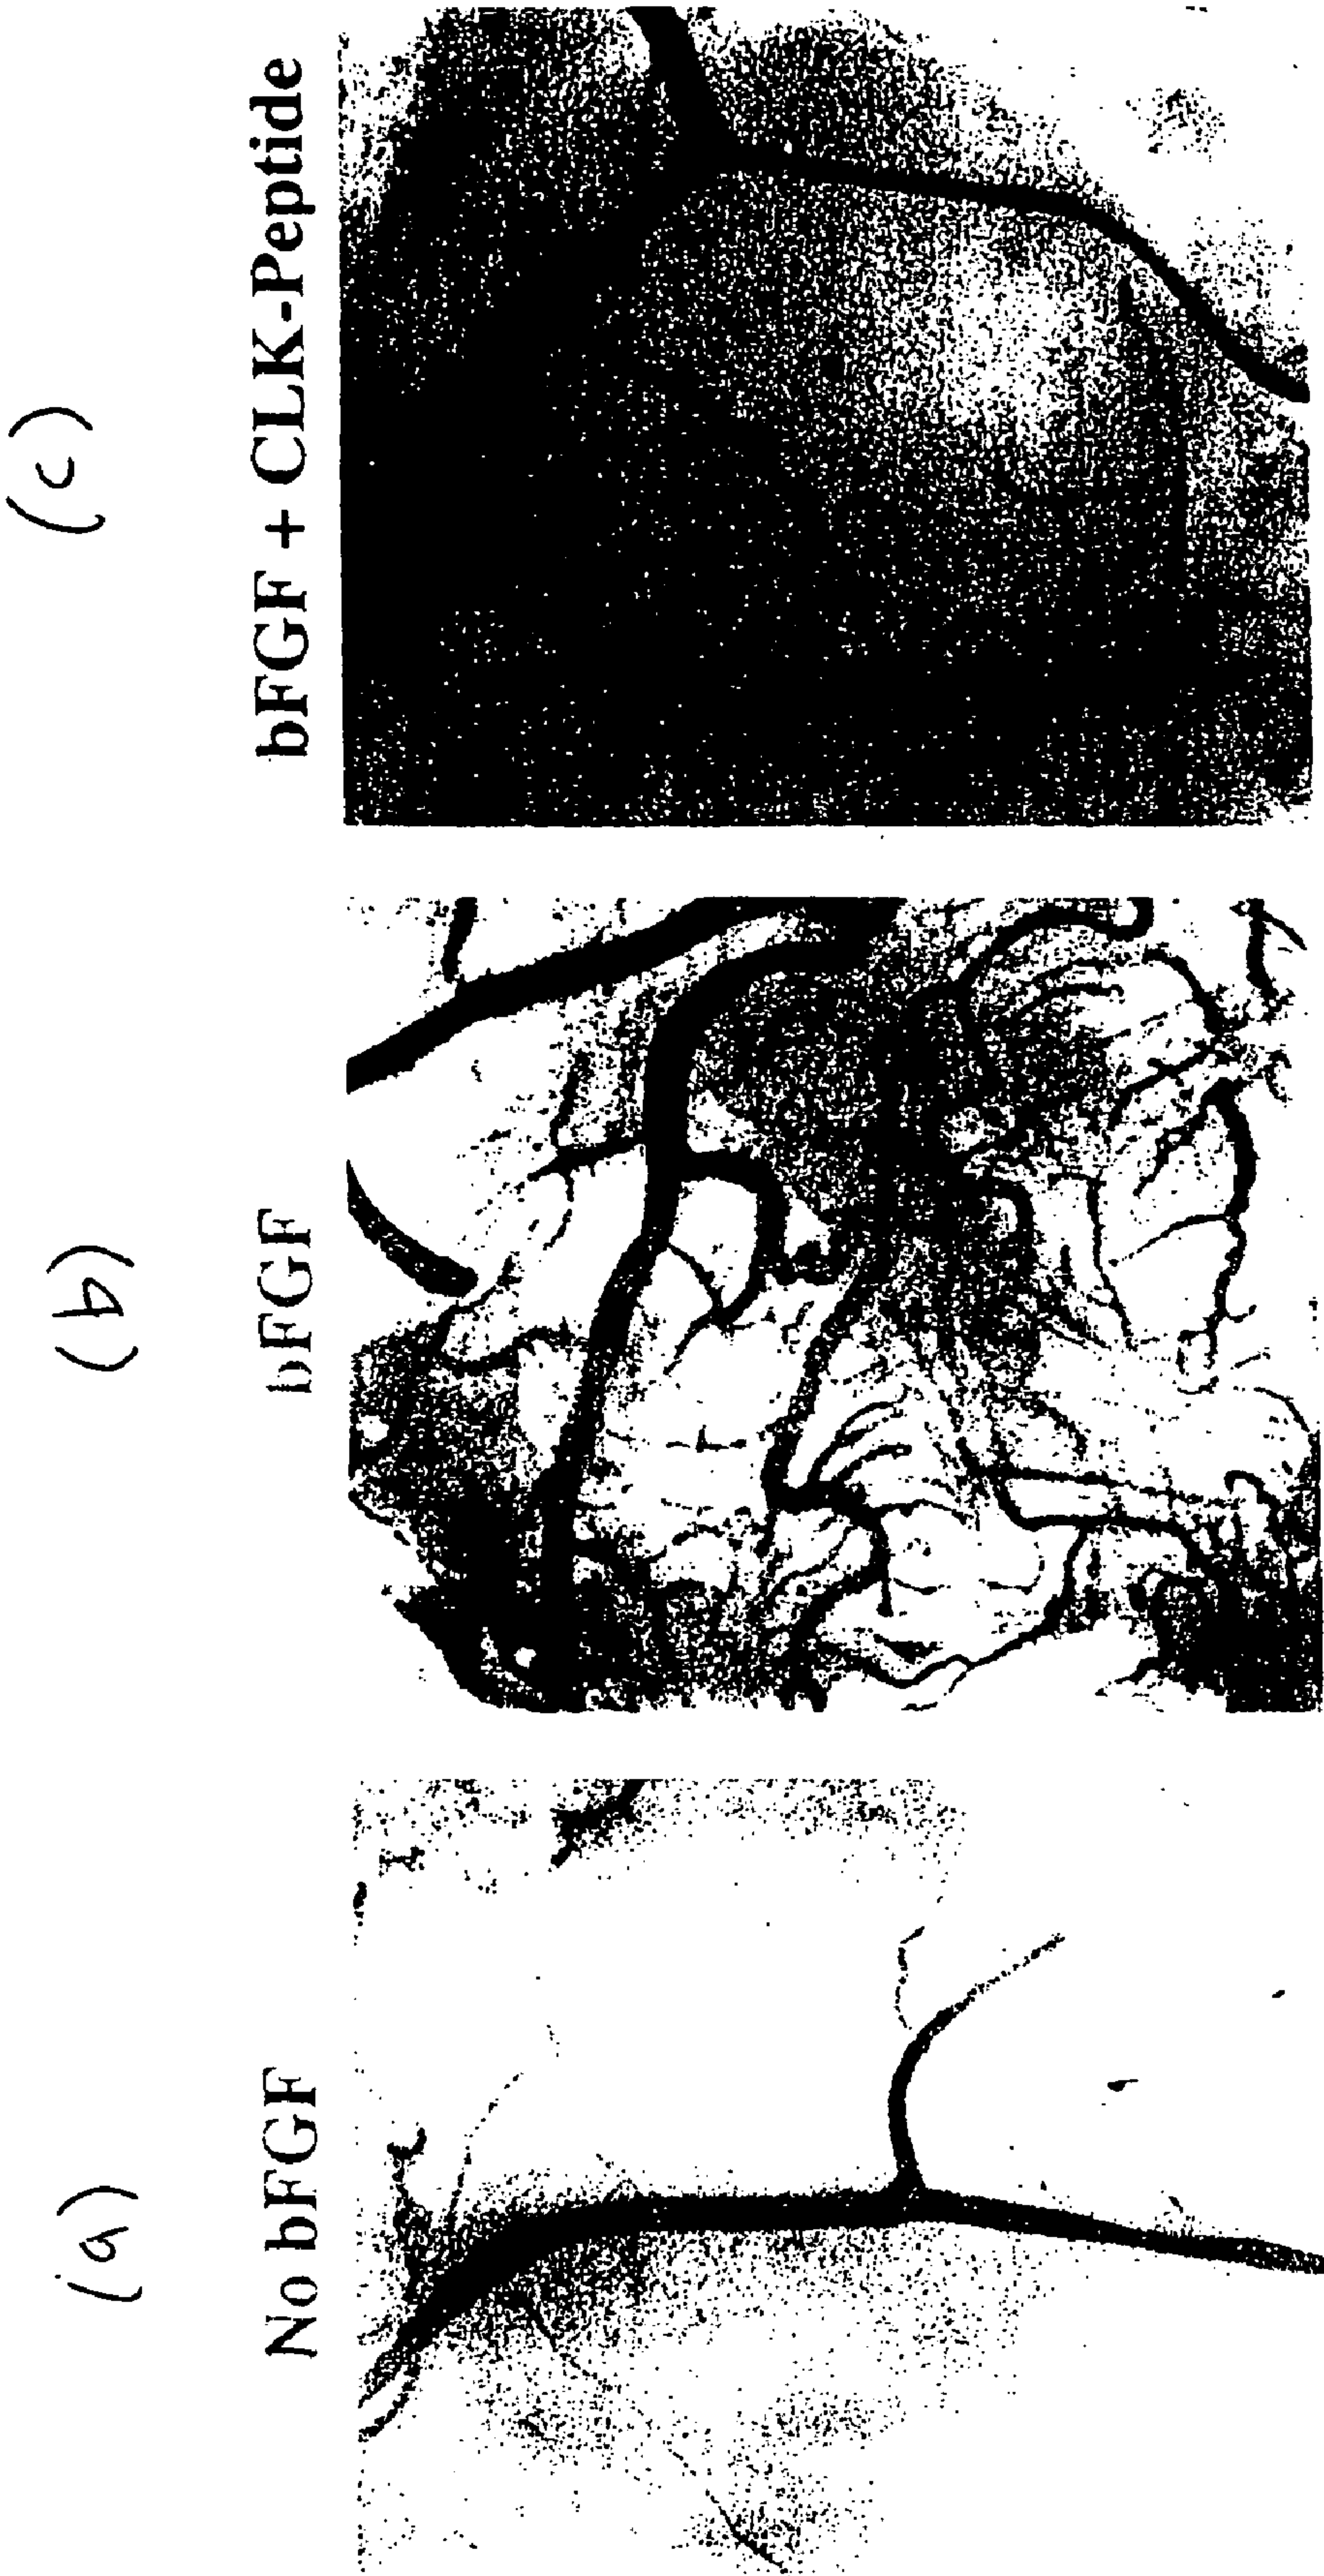 (a)
No bFGF
(b)
bFGF
(c)
bFGF + CLK-Peptide